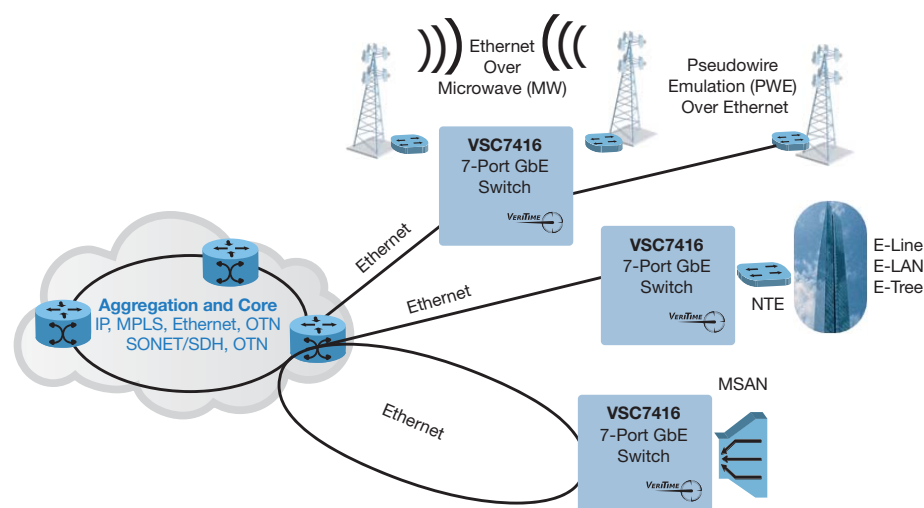 Ethernet
Over
Microwave (MW)
Pseudowire
Emulation (PWE)
Over Ethernet
VSC7416
7-Port GbE
Switch
VERITIME
Ethernet
VSC7416
7-Port GbE
Switch
VERITIME
NTE
E-Line
E-LAN
E-Tree
Ethernet
Aggregation and Core
IP, MPLS, Ethernet, OTN
SONET/SDH, OTN
Ethernet
MSAN
VSC7416
7-Port GbE
Switch
VERITIME